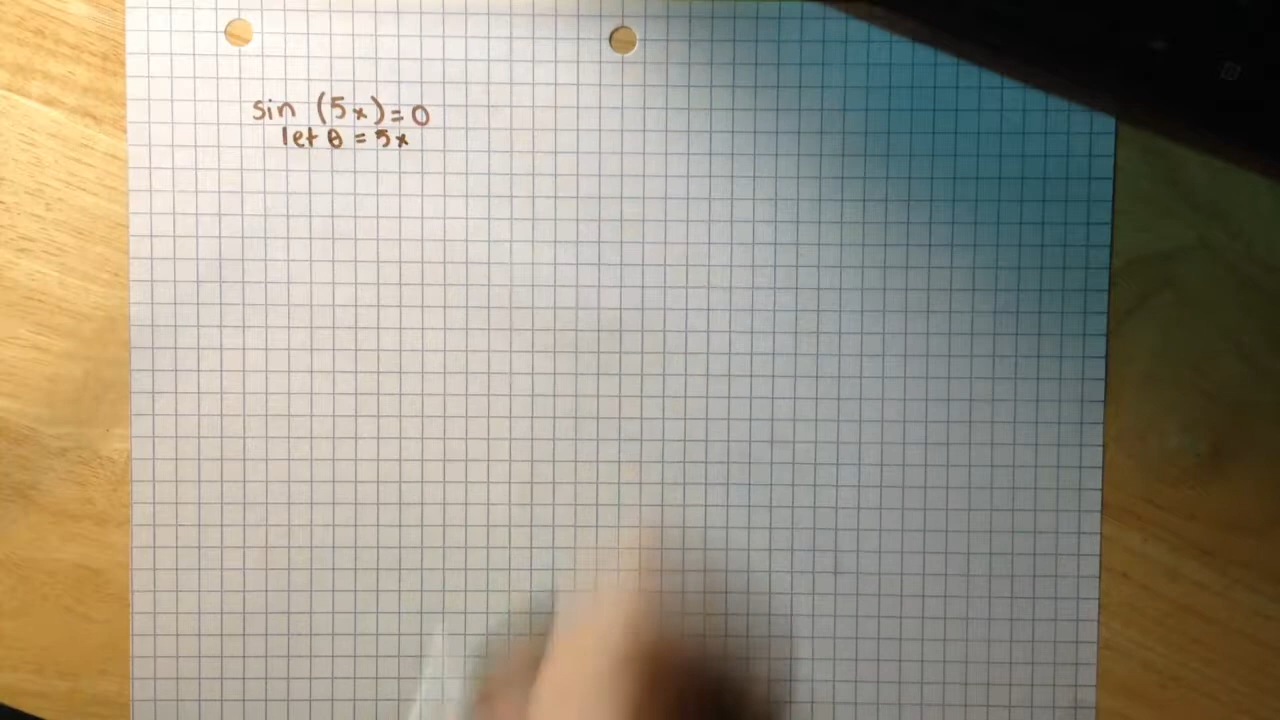 sin (5x)=0
let θ = 5x